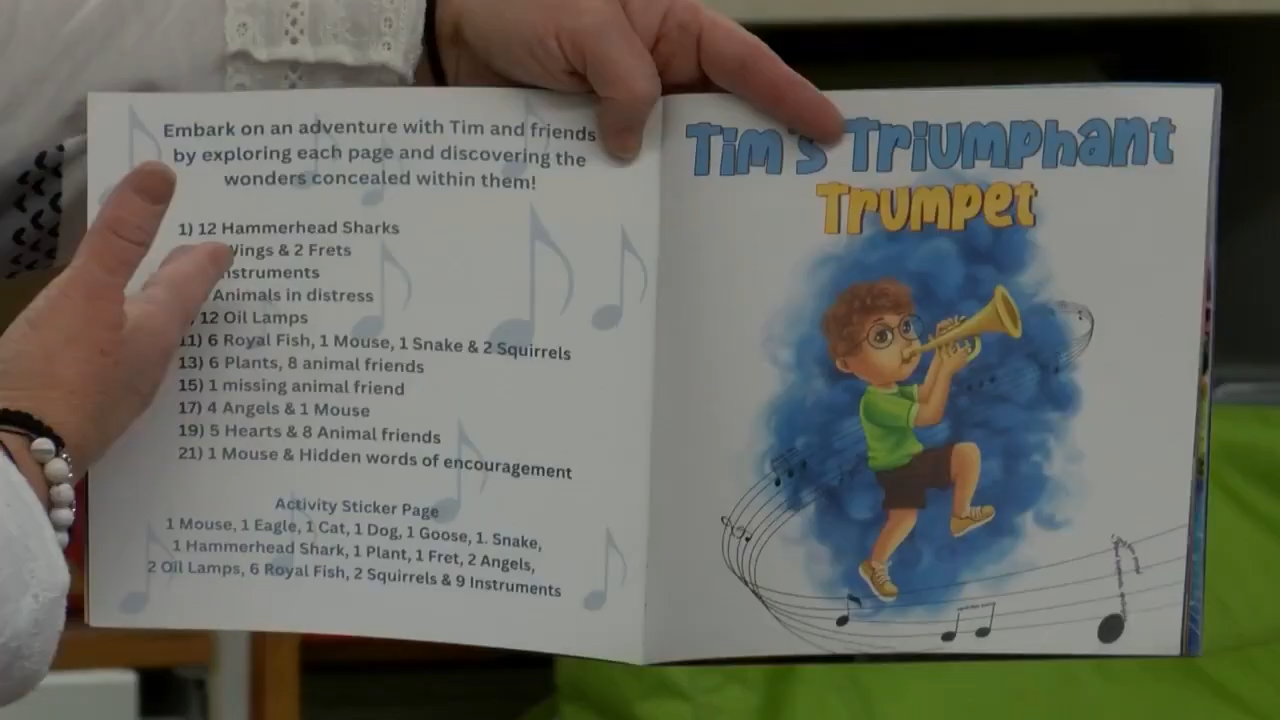 Embark on an adventure with Tim and friends
by exploring each page and discovering the
wonders concealed within them!
1) 12 Hammerhead Sharks
Wings & 2 Frets
Instruments
Animals in distress
12 Oil Lamps
11) 6 Royal Fish, 1 Mouse, 1 Snake & 2 Squirrels
13) 6 Plants, 8 animal friends
15) 1 missing animal friend
17) 4 Angels & 1 Mouse
19) 5 Hearts & 8 Animal friends
21) 1 Mouse & Hidden words of encouragement
Activity Sticker Page
1 Mouse, 1 Eagle, 1 Cat, 1 Dog, 1 Goose, 1. Snake,
1 Hammerhead Shark, 1 Plant, 1 Fret, 2 Angels,
2 Oil Lamps, 6 Royal Fish, 2 Squirrels & 9 Instruments
Tim's Triumphant
Trumpet